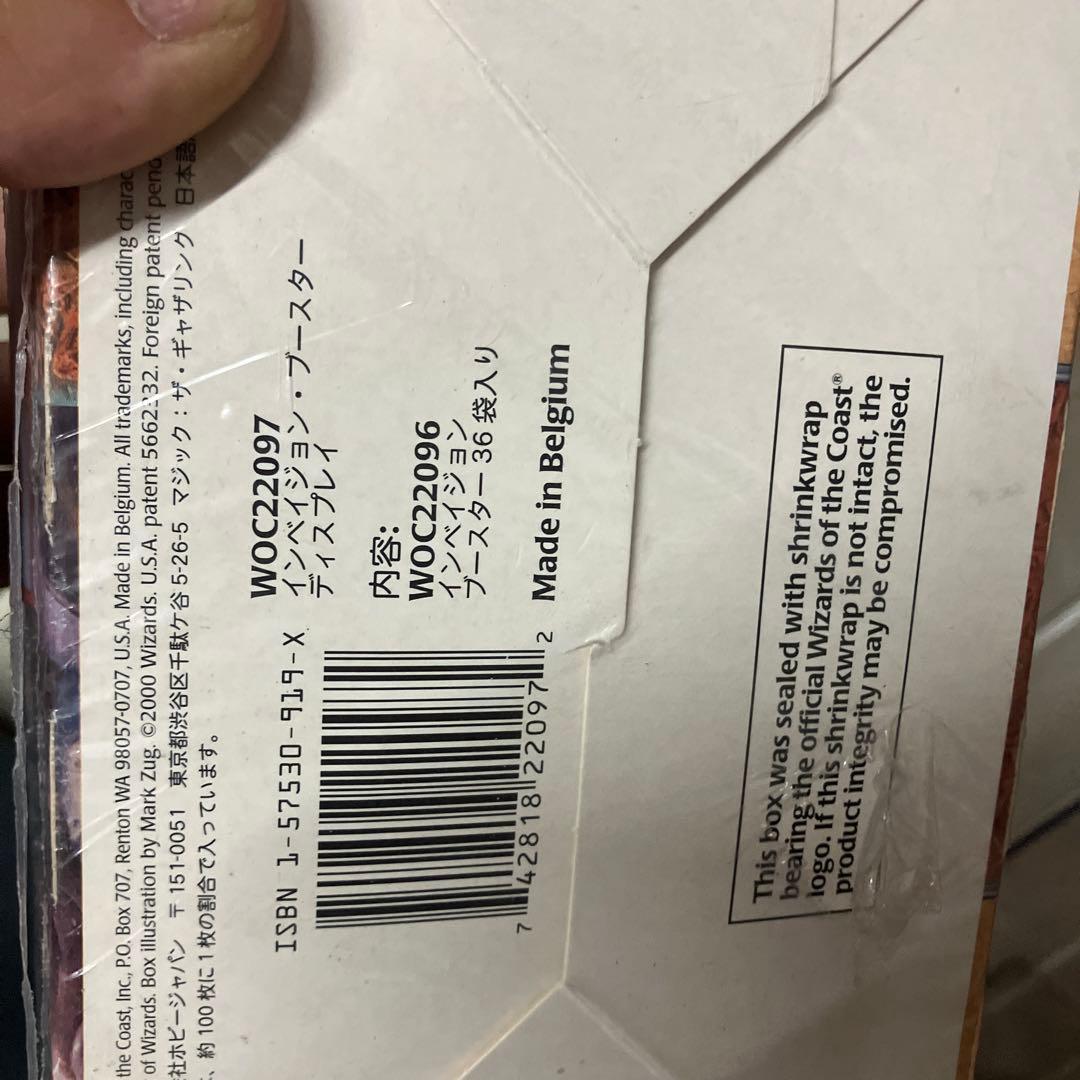 the Coast, Inc., P.O. Box 707, Renton WA 98057-0707, U.S.A. Made in Belgium. All trademarks, including charac
of Wizards. Box illustration by Mark Zug. ©2000 Wizards. U.S.A. patent 5662332. Foreign patent pend
社ホビージャパン 〒151-0051 東京都渋谷区千駄ケ谷 5-26-5 マジック：ザ・ギャザリング 日本語
、約 100 枚に 1 枚の割合で入っています。
ISBN 1-57530-919-X
7 42818 22097 2
WOC22097
インベイジョン・ブースター
ディスプレイ
内容:
WOC22096
インベイジョン
ブースター 36 袋入り
Made in Belgium
This box was sealed with shrinkwrap
bearing the official Wizards of the Coast®
logo. If this shrinkwrap is not intact, the
product integrity may be compromised.